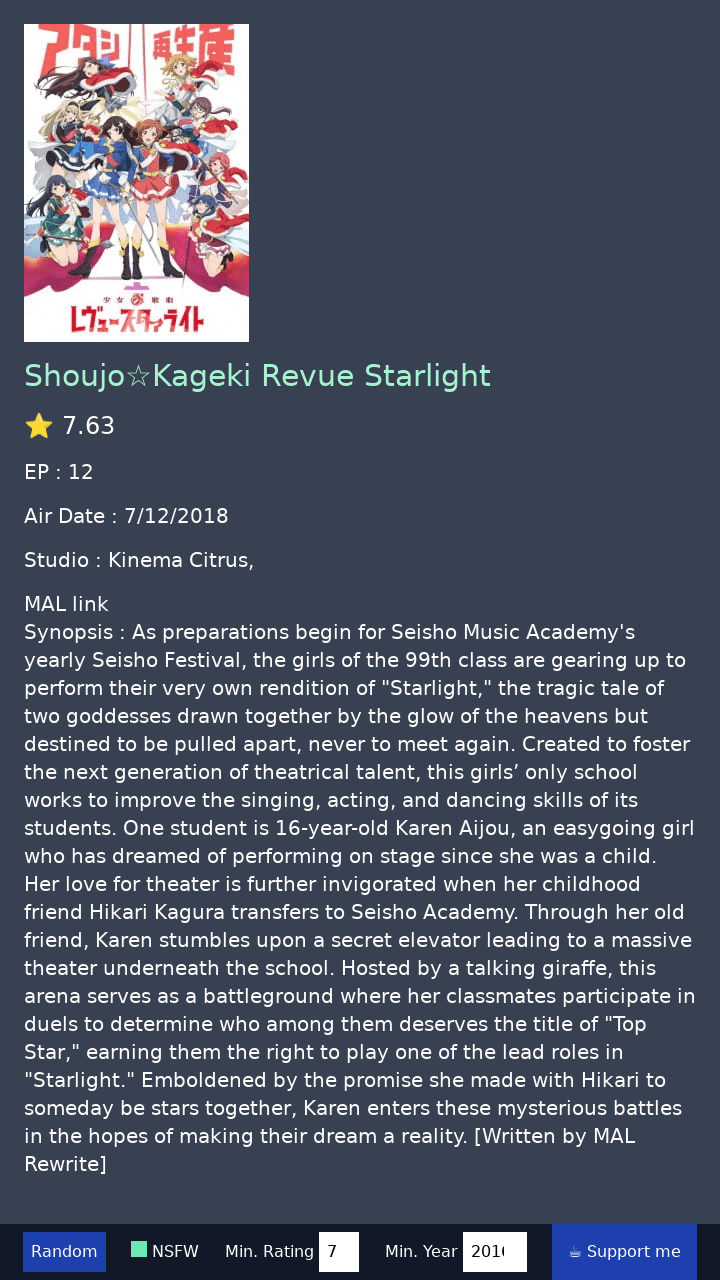 アタシ再生産
少女 歌劇
レヴュースタァライト
Shoujo☆Kageki Revue Starlight
⭐ 7.63
EP : 12
Air Date : 7/12/2018
Studio : Kinema Citrus,
MAL link
Synopsis : As preparations begin for Seisho Music Academy's
yearly Seisho Festival, the girls of the 99th class are gearing up to
perform their very own rendition of "Starlight," the tragic tale of
two goddesses drawn together by the glow of the heavens but
destined to be pulled apart, never to meet again. Created to foster
the next generation of theatrical talent, this girls’ only school
works to improve the singing, acting, and dancing skills of its
students. One student is 16-year-old Karen Aijou, an easygoing girl
who has dreamed of performing on stage since she was a child.
Her love for theater is further invigorated when her childhood
friend Hikari Kagura transfers to Seisho Academy. Through her old
friend, Karen stumbles upon a secret elevator leading to a massive
theater underneath the school. Hosted by a talking giraffe, this
arena serves as a battleground where her classmates participate in
duels to determine who among them deserves the title of "Top
Star," earning them the right to play one of the lead roles in
"Starlight." Emboldened by the promise she made with Hikari to
someday be stars together, Karen enters these mysterious battles
in the hopes of making their dream a reality. [Written by MAL
Rewrite]
Random NSFW Min. Rating 7 Min. Year 2016 ☕ Support me